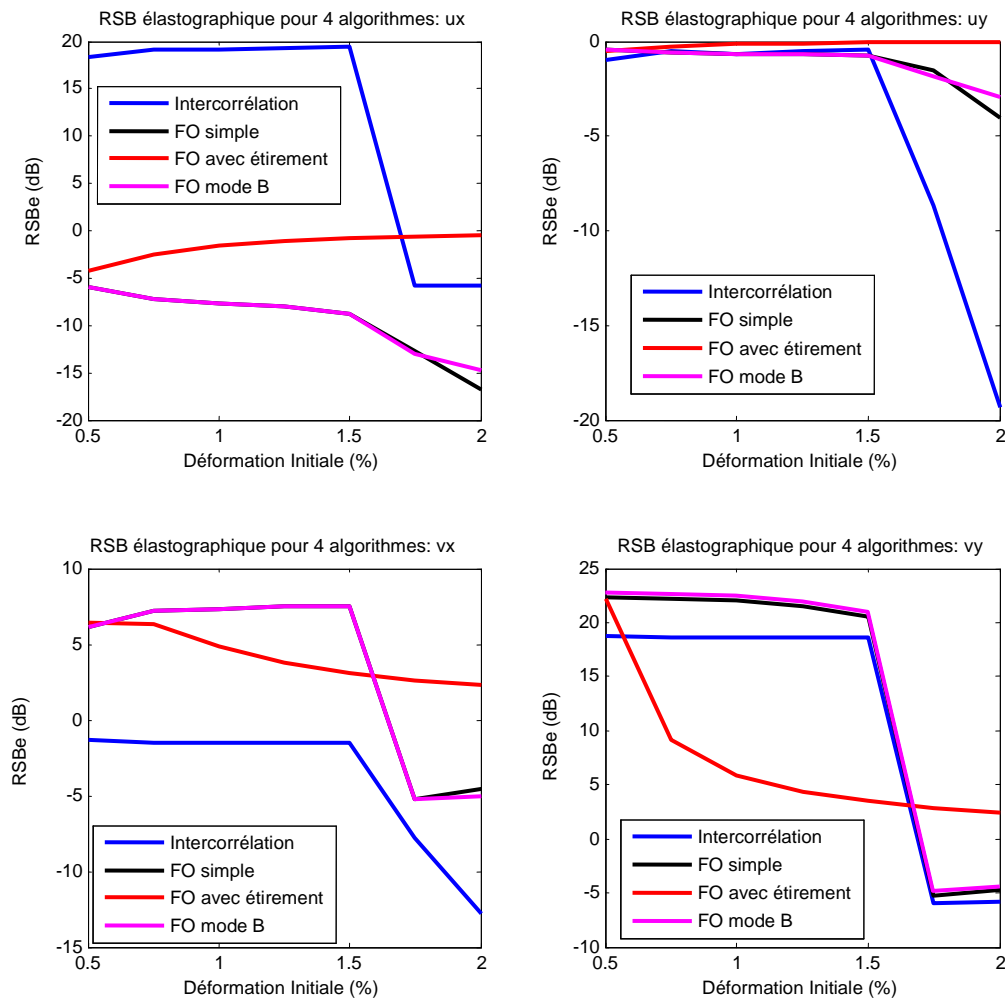 RSB élastographique pour 4 algorithmes: ux
20
15
10
5
0
-5
-10
-15
-20
RSBe (dB)
Intercorrélation
FO simple
FO avec étirement
FO mode B
0.5
1
1.5
2
Déformation Initiale (%)
RSB élastographique pour 4 algorithmes: uy
0
-5
-10
-15
-20
RSBe (dB)
Intercorrélation
FO simple
FO avec étirement
FO mode B
0.5
1
1.5
2
Déformation Initiale (%)
RSB élastographique pour 4 algorithmes: vx
10
5
0
-5
-10
-15
RSBe (dB)
Intercorrélation
FO simple
FO avec étirement
FO mode B
0.5
1
1.5
2
Déformation Initiale (%)
RSB élastographique pour 4 algorithmes: vy
25
20
15
10
5
0
-5
-10
RSBe (dB)
Intercorrélation
FO simple
FO avec étirement
FO mode B
0.5
1
1.5
2
Déformation Initiale (%)